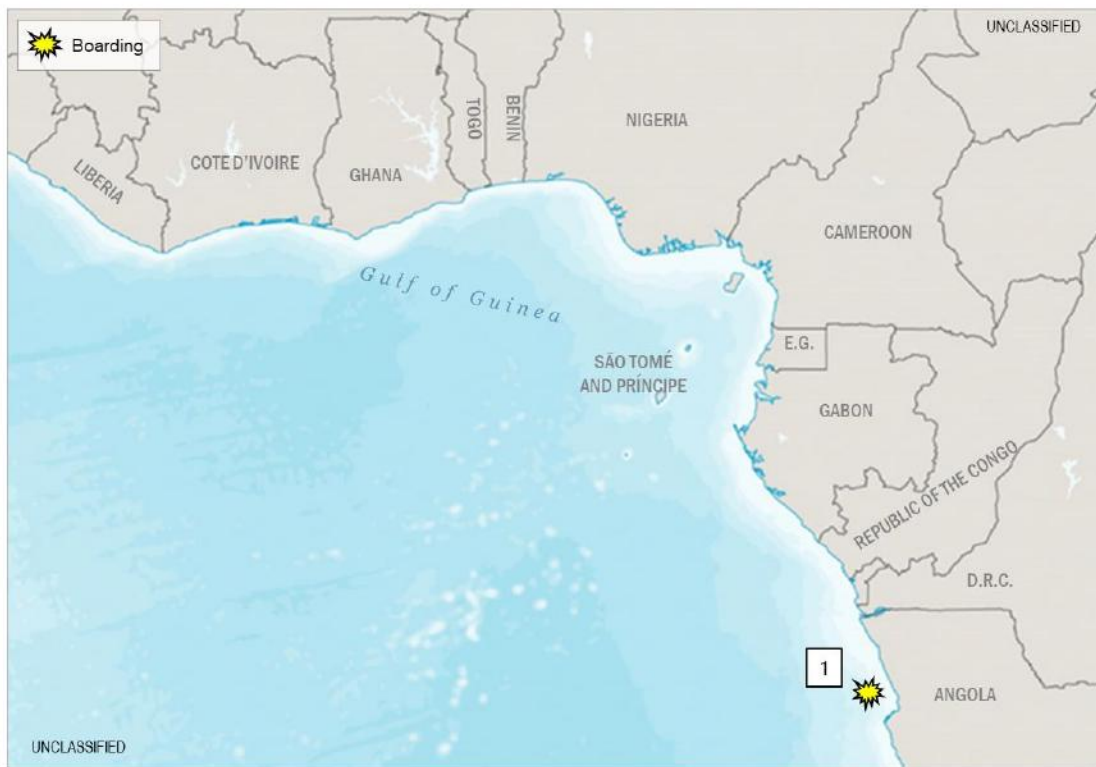 Boarding
UNCLASSIFIED
LIBERIA
COTE D'IVOIRE
GHANA
TOGO
BENIN
NIGERIA
CAMEROON
Gulf of Guinea
E.G.
SÃO TOMÉ
AND PRÍNCIPE
GABON
REPUBLIC OF THE CONGO
D.R.C.
1
ANGOLA
UNCLASSIFIED